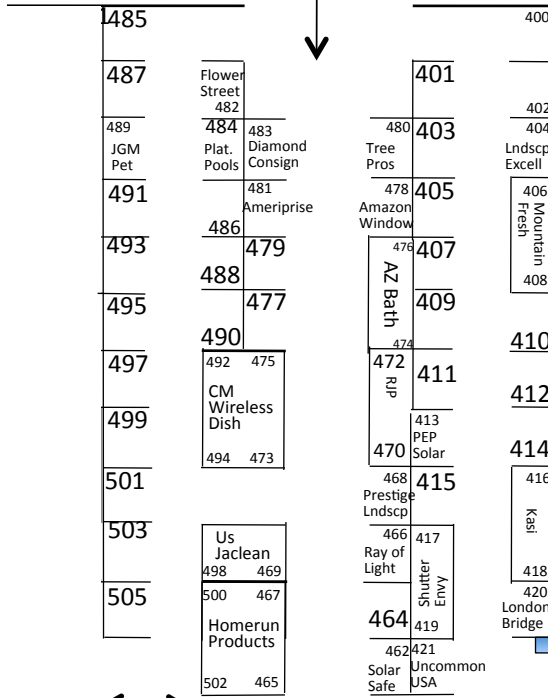 485
487
489
JGM
Pet
491
493
495
497
499
501
503
505
Flower
Street
482
484
Plat.
Pools
483
Diamond
Consign
481
Ameriprise
486
479
488
477
490
492 475
CM
Wireless
Dish
494 473
Us
Jaclean
498 469
500 467
Homerun
Products
502 465
401
480
Tree
Pros
403
478
Amazon
Window
405
476
AZ Bath
474
407
409
472
RJP
470
411
413
PEP
Solar
468
Prestige
Lndscp
415
466
Ray of
Light
464
417
Shutter
Envy
419
462
Solar
Safe
421
Uncommon
USA
400
402
404
Lndscp
Excell
406
Mountain
Fresh
408
410
412
414
416
Kasi
418
420
London
Bridge